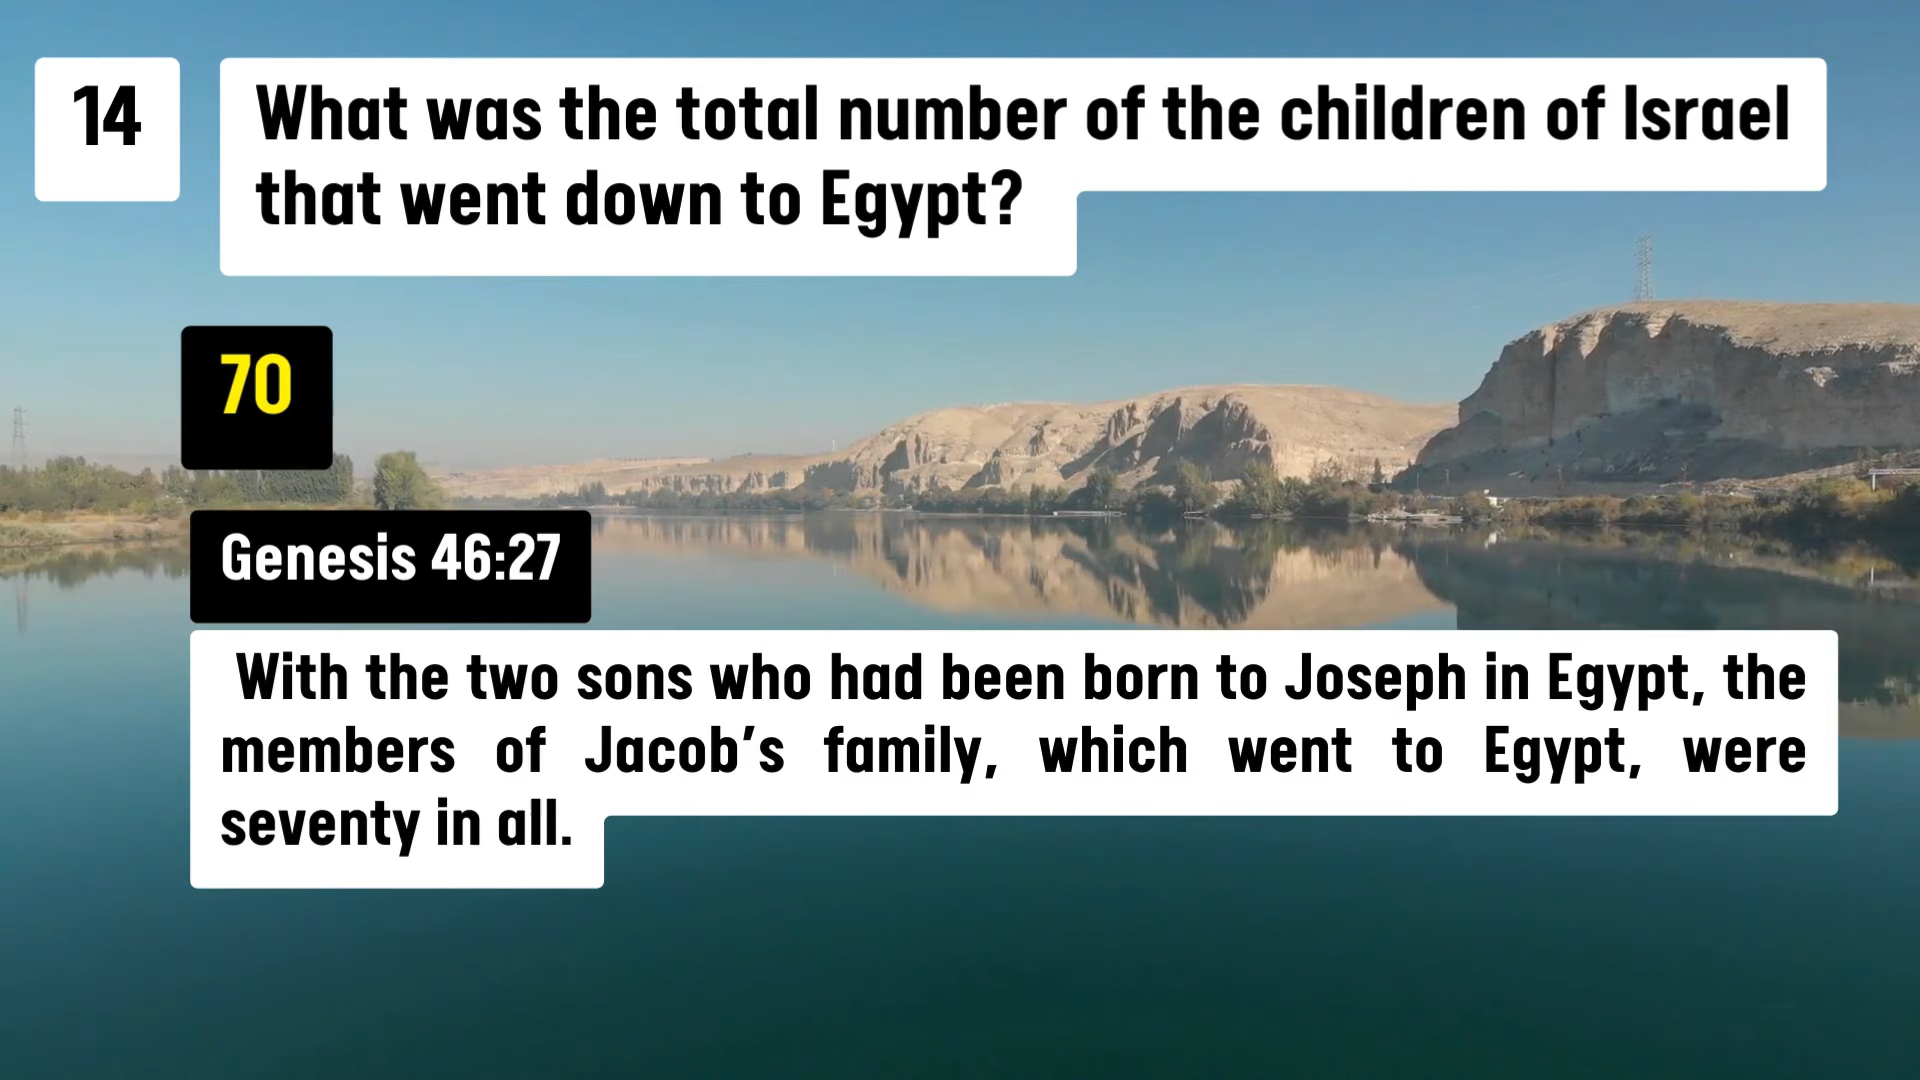 14
What was the total number of the children of Israel
that went down to Egypt?
70
Genesis 46:27
With the two sons who had been born to Joseph in Egypt, the
members of Jacob’s family, which went to Egypt, were
seventy in all.